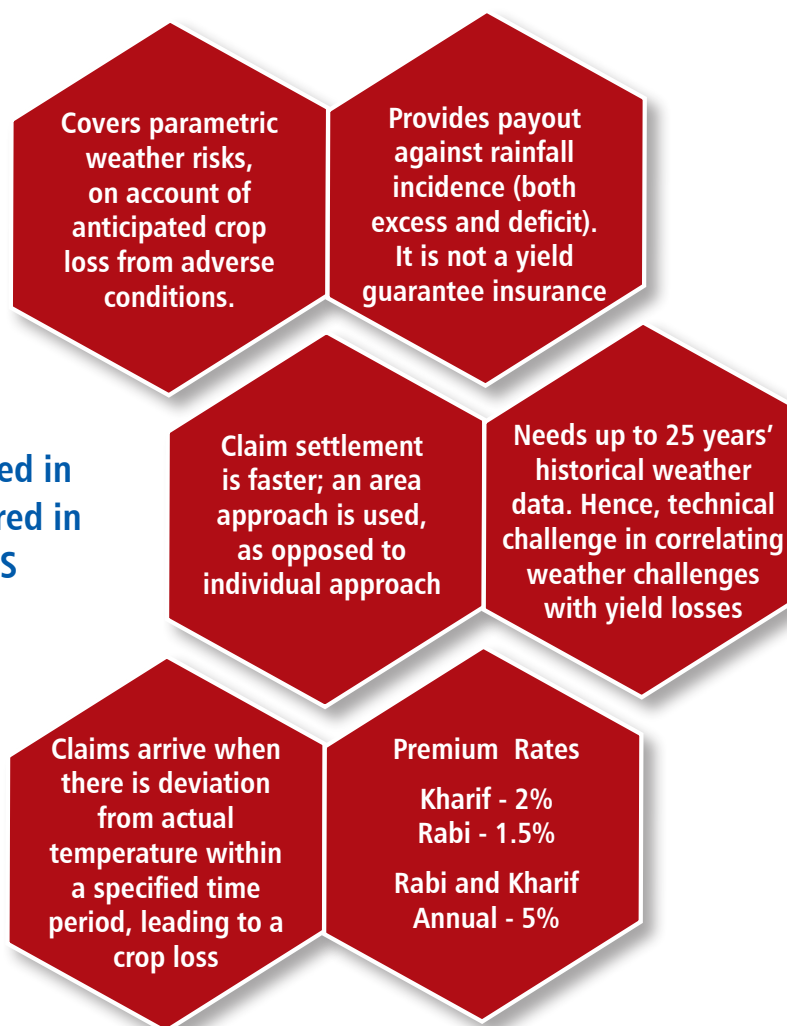 Covers parametric
weather risks,
on account of
anticipated crop
loss from adverse
conditions.
Provides payout
against rainfall
incidence (both
excess and deficit).
It is not a yield
guarantee insurance
ed in
red in
S
Claim settlement
is faster; an area
approach is used,
as opposed to
individual approach
Needs up to 25 years’
historical weather
data. Hence, technical
challenge in correlating
weather challenges
with yield losses
Claims arrive when
there is deviation
from actual
temperature within
a specified time
period, leading to a
crop loss
Premium Rates
Kharif - 2%
Rabi - 1.5%
Rabi and Kharif
Annual - 5%